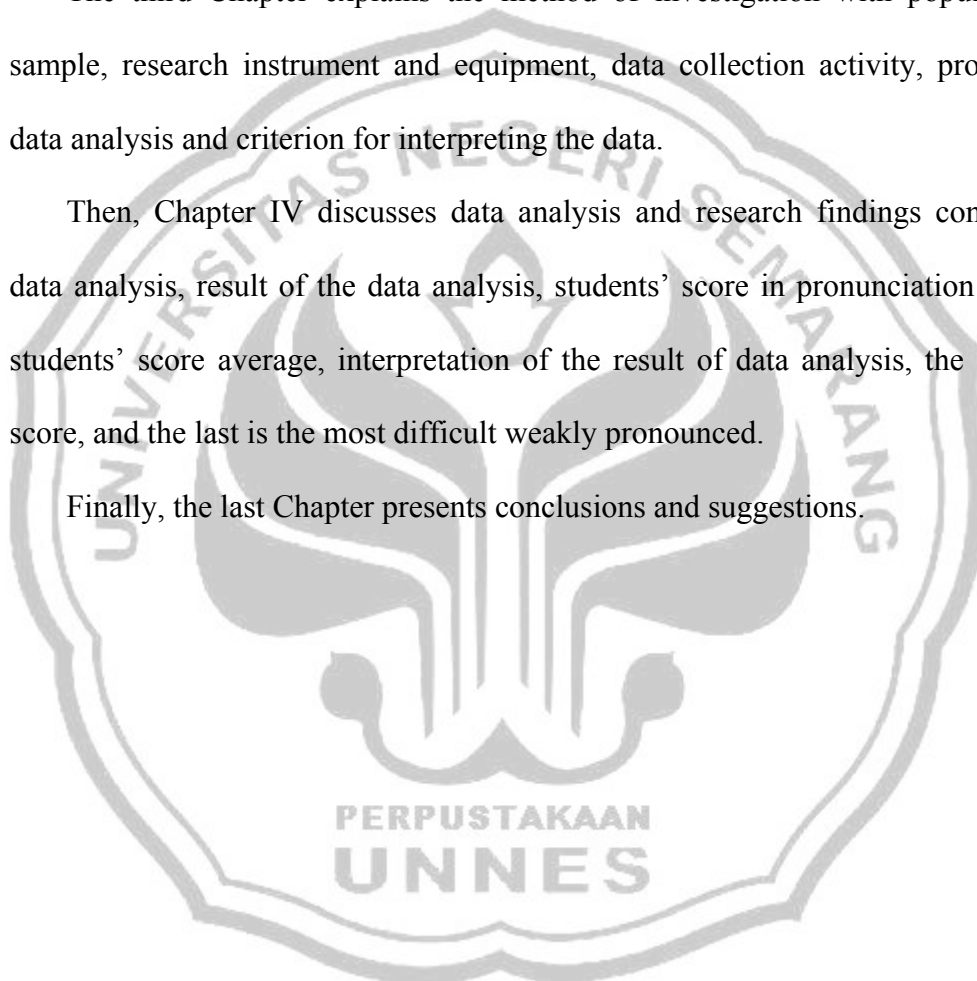 The third Chapter explains the method of investigation with
sample, research instrument and equipment, data collection activity,
data analysis and criterion for interpreting the data.
Then, Chapter IV discusses data analysis and research findings
data analysis, result of the data analysis, students’ score in pronunciation
students’ score average, interpretation of the result of data analysis, the
score, and the last is the most difficult weakly pronounced.
Finally, the last Chapter presents conclusions and suggestions.
UNIVERSITAS NEGERI SEMARANG
PERPUSTAKAAN
UNNES